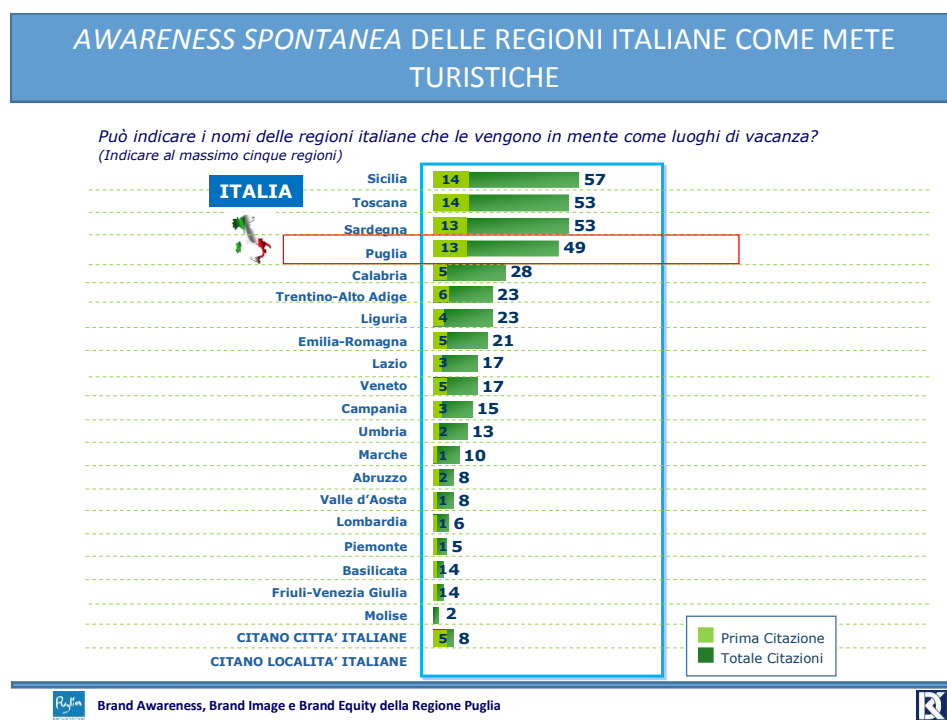 AWARENESS SPONTANEA DELLE REGIONI ITALIANE COME METE
TURISTICHE
Può indicare i nomi delle regioni italiane che le vengono in mente come luoghi di vacanza?
(Indicare al massimo cinque regioni)
ITALIA
Sicilia 14 57
Toscana 14 53
Sardegna 13 53
Puglia 13 49
Calabria 5 28
Trentino-Alto Adige 6 23
Liguria 4 23
Emilia-Romagna 5 21
Lazio 3 17
Veneto 5 17
Campania 3 15
Umbria 2 13
Marche 1 10
Abruzzo 2 8
Valle d’Aosta 1 8
Lombardia 1 6
Piemonte 1 5
Basilicata 1 4
Friuli-Venezia Giulia 1 4
Molise 2
CITANO CITTA’ ITALIANE 5 8
CITANO LOCALITA’ ITALIANE
Prima Citazione
Totale Citazioni
Puglia
Brand Awareness, Brand Image e Brand Equity della Regione Puglia